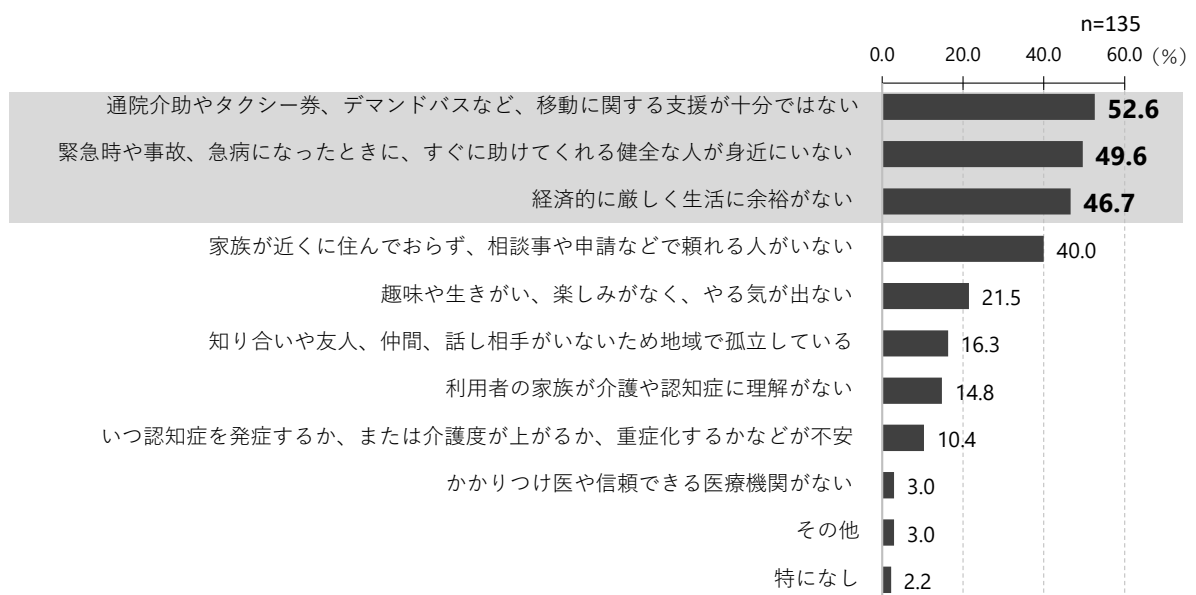 n=135
0.0 20.0 40.0 60.0 (%)
通院介助やタクシー券、デマンドバスなど、移動に関する支援が十分ではない 52.6
緊急時や事故、急病になったときに、すぐに助けてくれる健全な人が身近にいない 49.6
経済的に厳しく生活に余裕がない 46.7
家族が近くに住んでおらず、相談事や申請などで頼れる人がいない 40.0
趣味や生きがい、楽しみがなく、やる気が出ない 21.5
知り合いや友人、仲間、話し相手がいないため地域で孤立している 16.3
利用者の家族が介護や認知症に理解がない 14.8
いつ認知症を発症するか、または介護度が上がるか、重症化するかなどが不安 10.4
かかりつけ医や信頼できる医療機関がない 3.0
その他 3.0
特になし 2.2